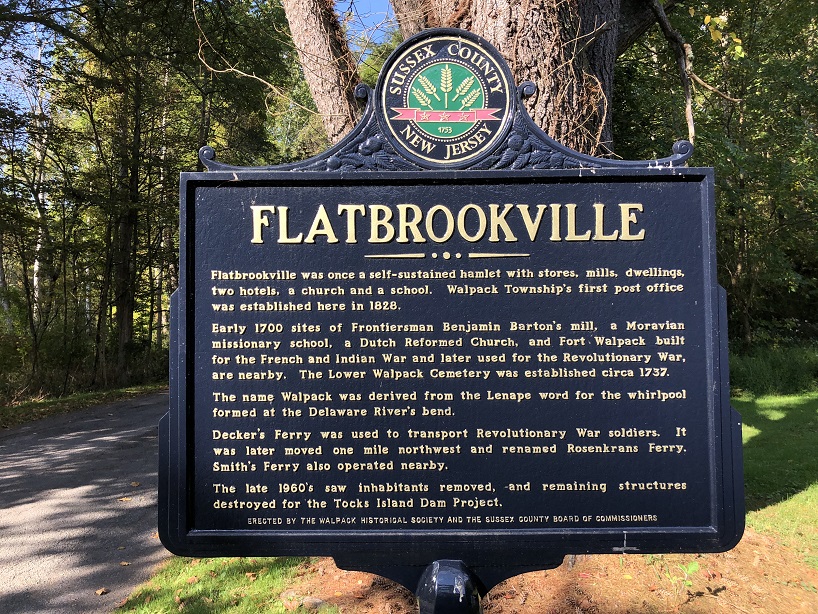 SUSSEX COUNTY
1753
NEW JERSEY
FLATBROOKVILLE
Flatbrookville was once a self-sustained hamlet with stores, mills, dwellings,
two hotels, a church and a school. Walpack Township's first post office
was established here in 1828.
Early 1700 sites of Frontiersman Benjamin Barton's mill, a Moravian
missionary school, a Dutch Reformed Church, and Fort Walpack built
for the French and Indian War and later used for the Revolutionary War,
are nearby. The Lower Walpack Cemetery was established circa 1737.
The name Walpack was derived from the Lenape word for the whirlpool
formed at the Delaware River's bend.
Decker's Ferry was used to transport Revolutionary War soldiers. It
was later moved one mile northwest and renamed Rosenkrans Ferry.
Smith's Ferry also operated nearby.
The late 1960's saw inhabitants removed, and remaining structures
destroyed for the Tocks Island Dam Project.
ERECTED BY THE WALPACK HISTORICAL SOCIETY AND THE SUSSEX COUNTY BOARD OF COMMISSIONERS